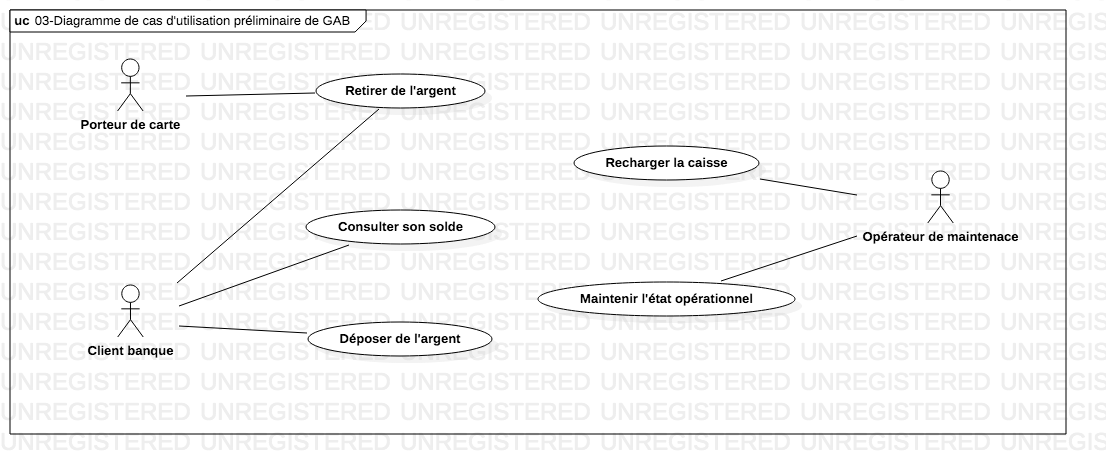 uc 03-Diagramme de cas d'utilisation préliminaire de GAB
Retirer de l'argent
Porteur de carte
Recharger la caisse
Consulter son solde
Opérateur de maintenace
Maintenir l'état opérationnel
Déposer de l'argent
Client banque
UNREGISTERED